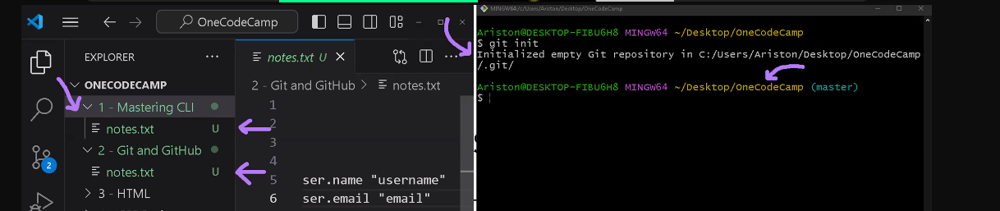 OneCodeCamp
EXPLORER
ONECODECAMP
1 - Mastering CLI
notes.txt U
2 - Git and GitHub
notes.txt U
3 - HTML
2
notes.txt U
2 - Git and GitHub > notes.txt
1
2
3
4
5 ser.name "username"
6 ser.email "email"
MINGW64:/c/Users/Ariston/Desktop/OneCodeCamp
Ariston@DESKTOP-FIBU6H8 MINGW64 ~/Desktop/OneCodeCamp
$ git init
Initialized empty Git repository in C:/Users/Ariston/Desktop/OneCodeCamp
/.git/
Ariston@DESKTOP-FIBU6H8 MINGW64 ~/Desktop/OneCodeCamp (master)
$